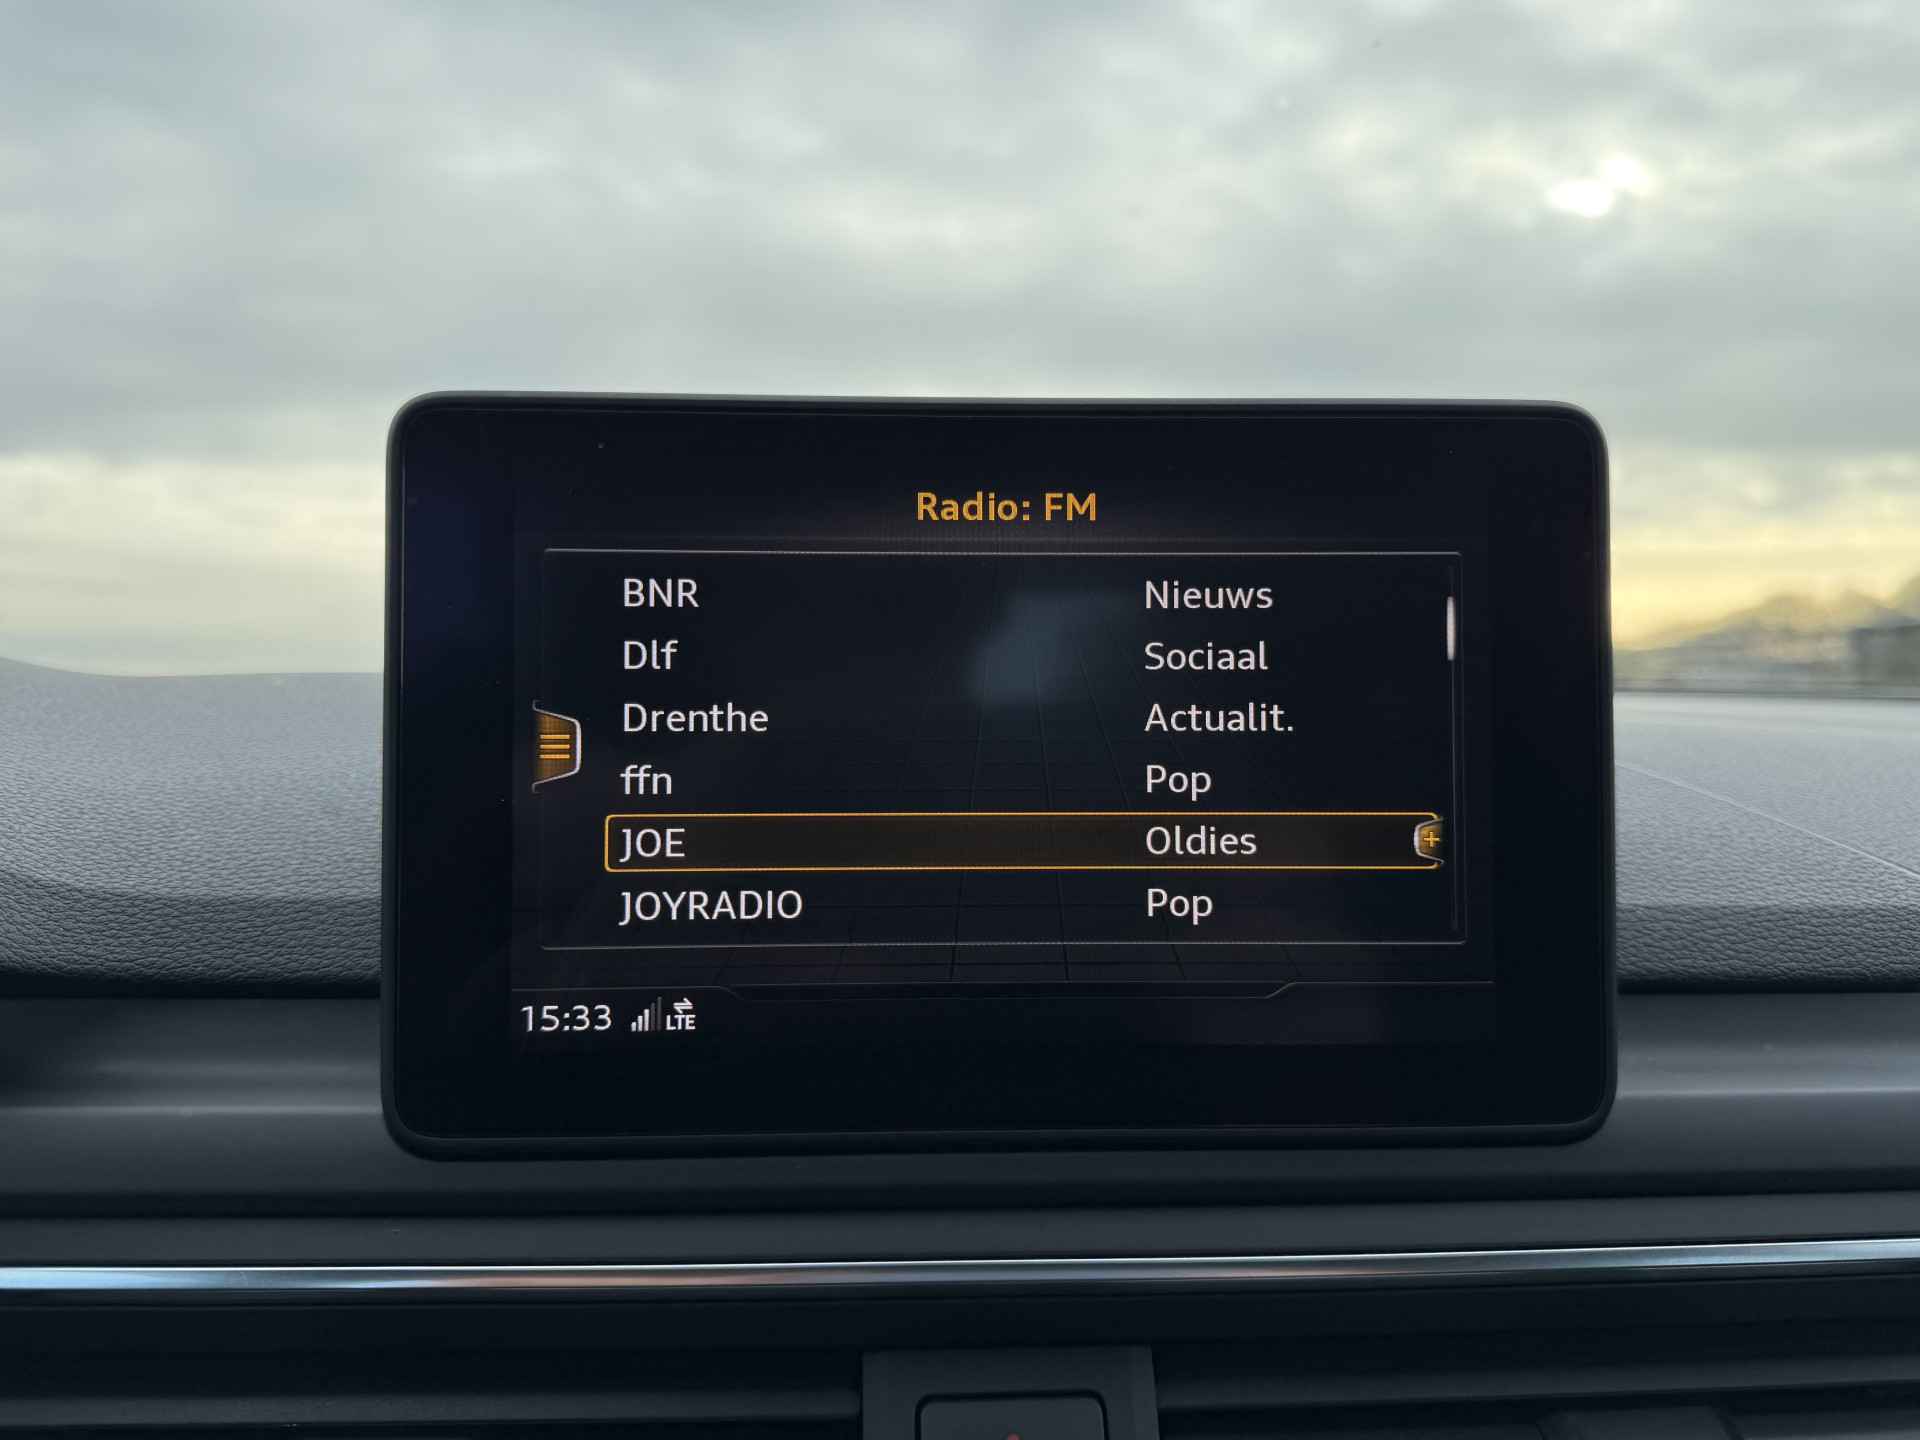 Radio: FM
BNR Nieuws
Dlf Sociaal
Drenthe Actualit.
ffn Pop
JOE Oldies +
JOYRADIO Pop
15:33 LTE